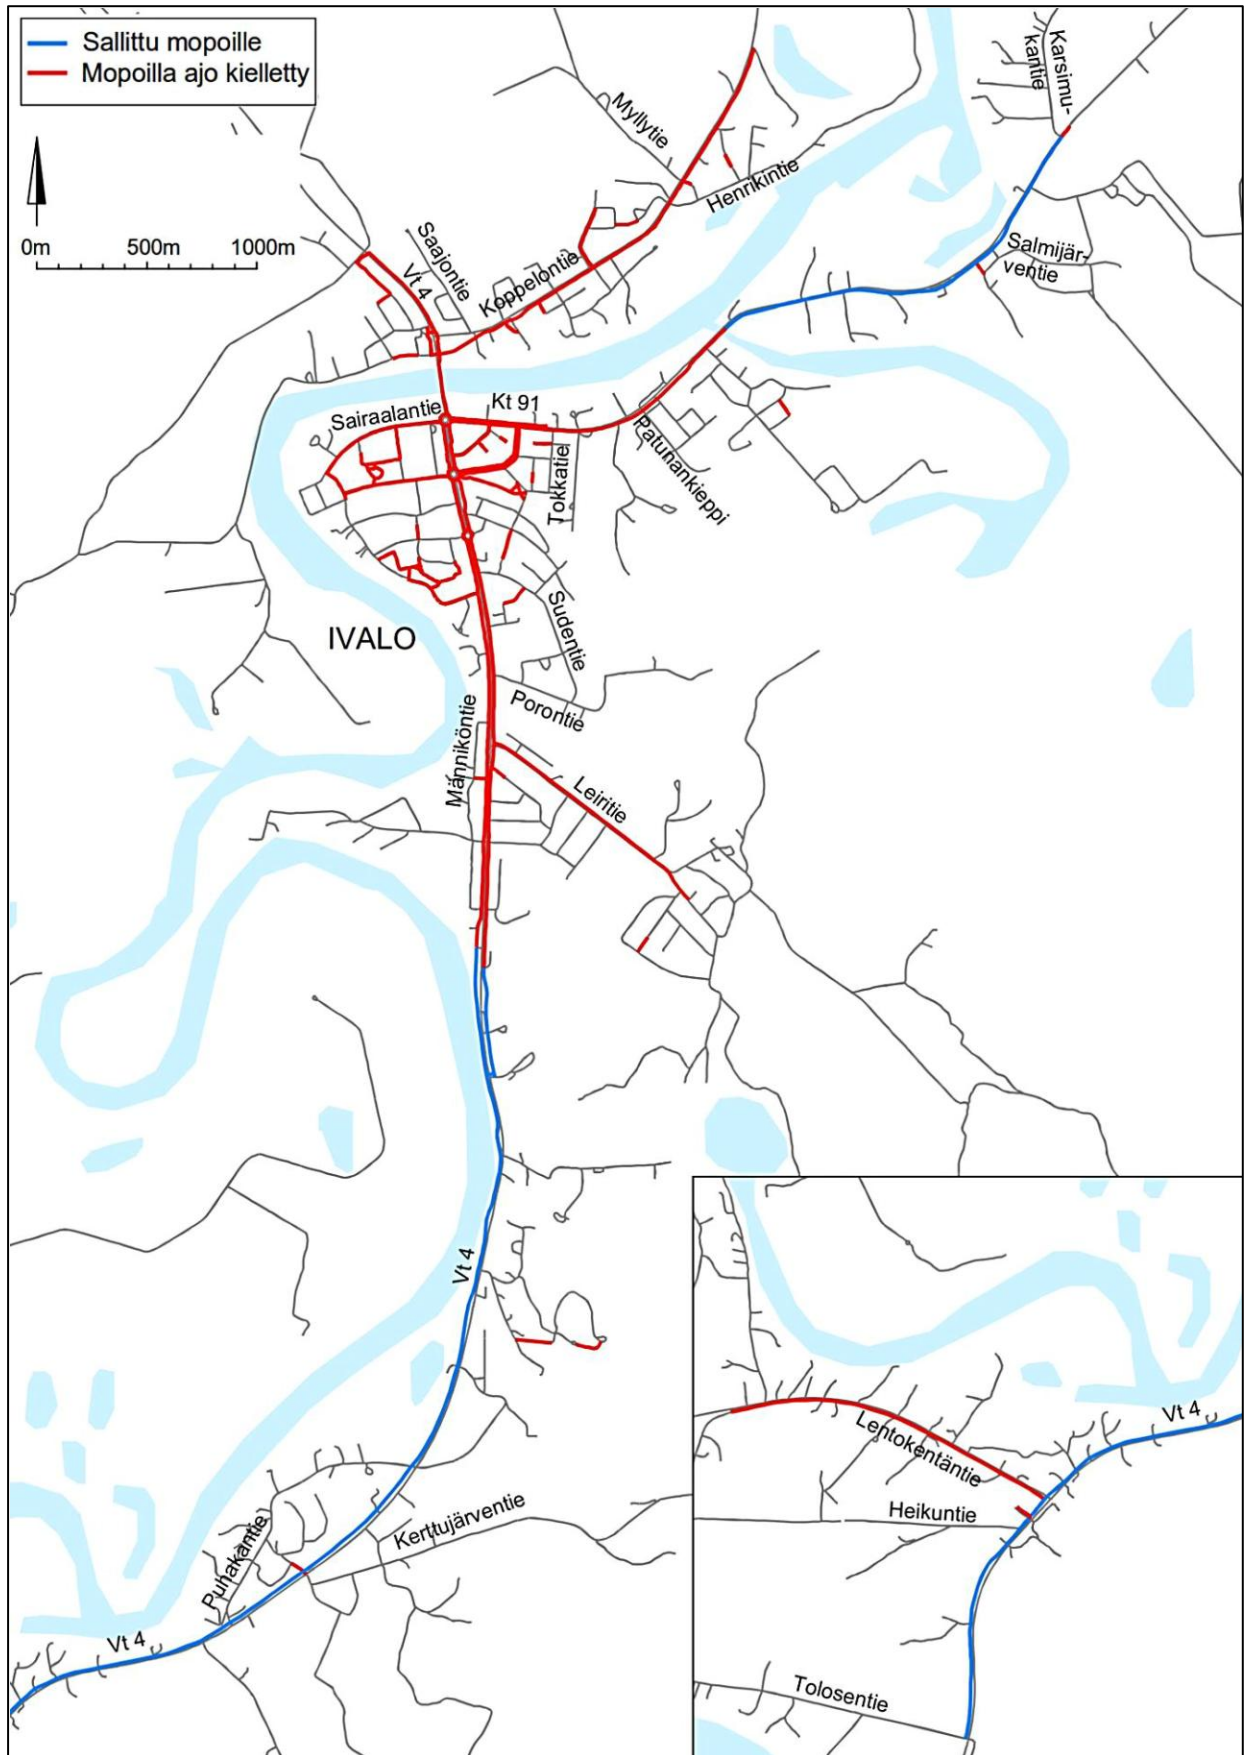 Sallittu mopoille
Mopoilla ajo kielletty
0m 500m 1000m
Karsimu-
kantie
Myllytie
Henrikintie
Saajontie
Vt 4
Koppelontie
Salmijär-
ventie
Sairaalantie
Kt 91
Patunankieppi
Tokkatie
IVALO
Sudentie
Porontie
Männiköntie
Leiritie
Vt 4
Kerttujärventie
Puhakantie
Vt 4
Vt 4
Lentokentäntie
Heikuntie
Tolosentie